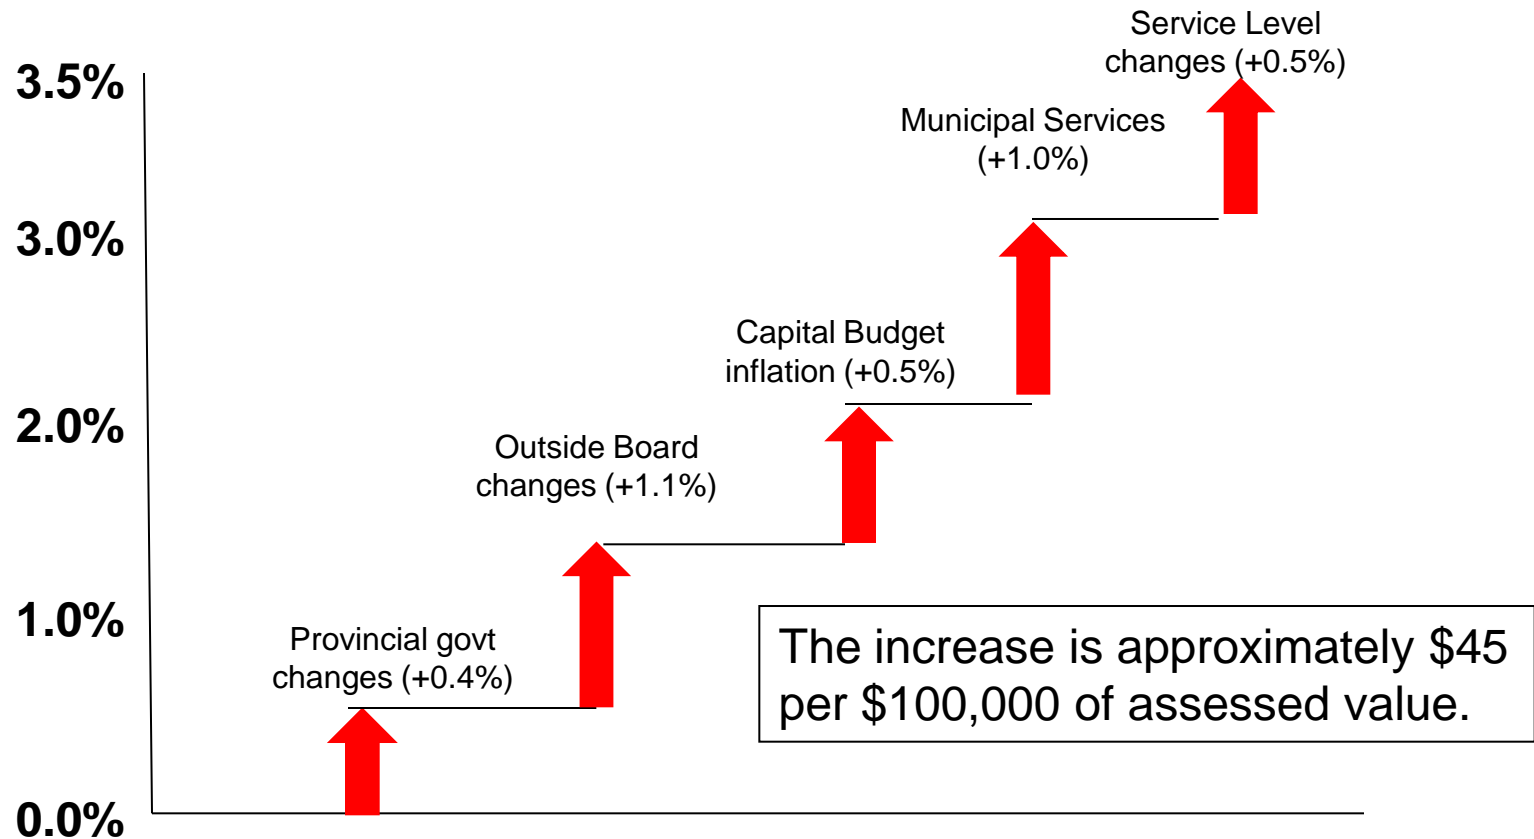 Service Level
changes (+0.5%)
3.5%
Municipal Services
(+1.0%)
3.0%
Capital Budget
inflation (+0.5%)
2.0%
Outside Board
changes (+1.1%)
1.0%
Provincial govt
changes (+0.4%)
The increase is approximately $45
per $100,000 of assessed value.
0.0%